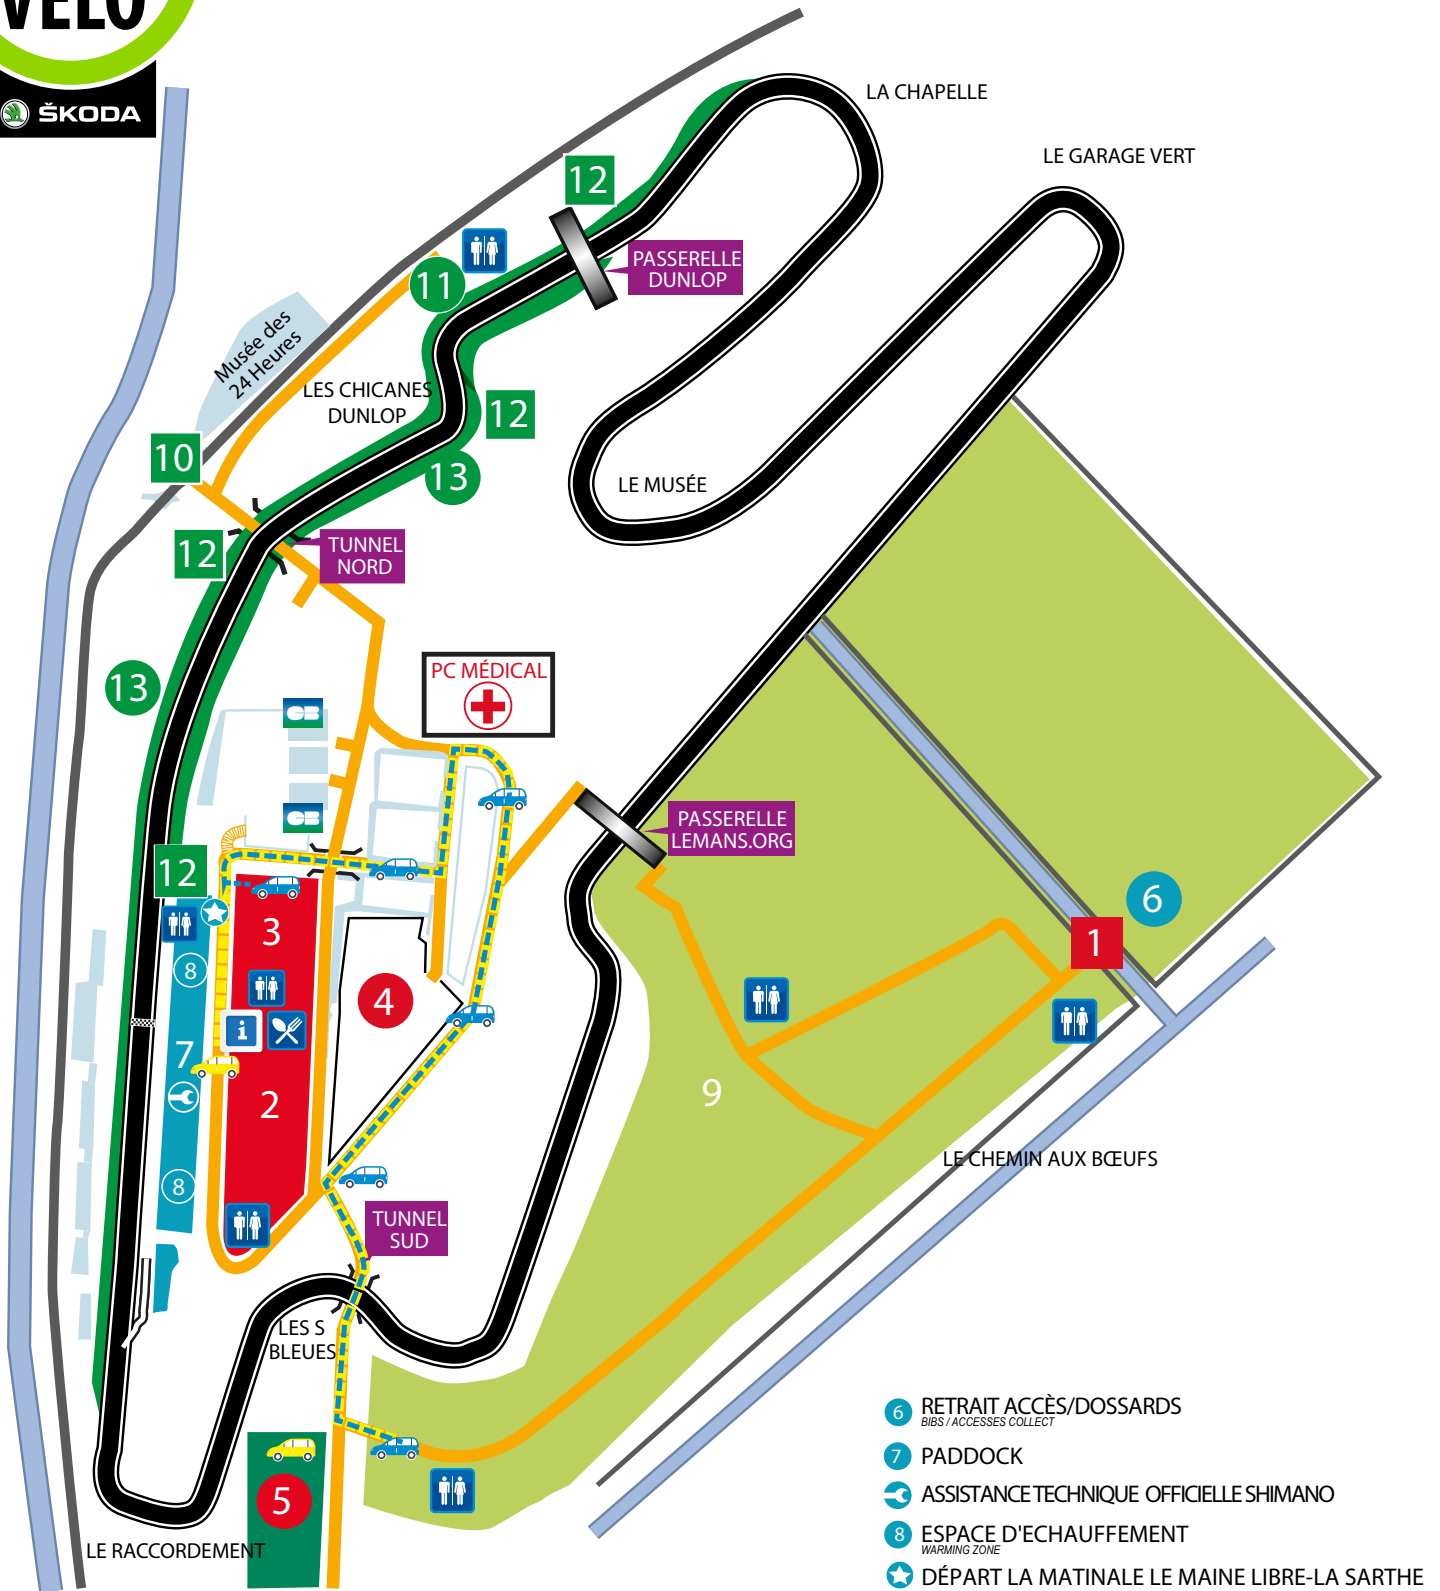 VÉLO
ŠKODA
LA CHAPELLE
LE GARAGE VERT
12
PASSERELLE
DUNLOP
11
Musée des
24 Heures
LES CHICANES
DUNLOP
12
10
13
LE MUSÉE
12
TUNNEL
NORD
13
PC MÉDICAL
CB
CB
PASSERELLE
LEMANS.ORG
12
3
6
1
8
4
i
7
2
9
LE CHEMIN AUX BŒUFS
8
TUNNEL
SUD
LES S
BLEUES
5
LE RACCORDEMENT
6 RETRAIT ACCÈS/DOSSARDS
BIBS / ACCESSES COLLECT
7 PADDOCK
ASSISTANCE TECHNIQUE OFFICIELLE SHIMANO
8 ESPACE D'ECHAUFFEMENT
WARMING ZONE
DÉPART LA MATINALE LE MAINE LIBRE-LA SARTHE